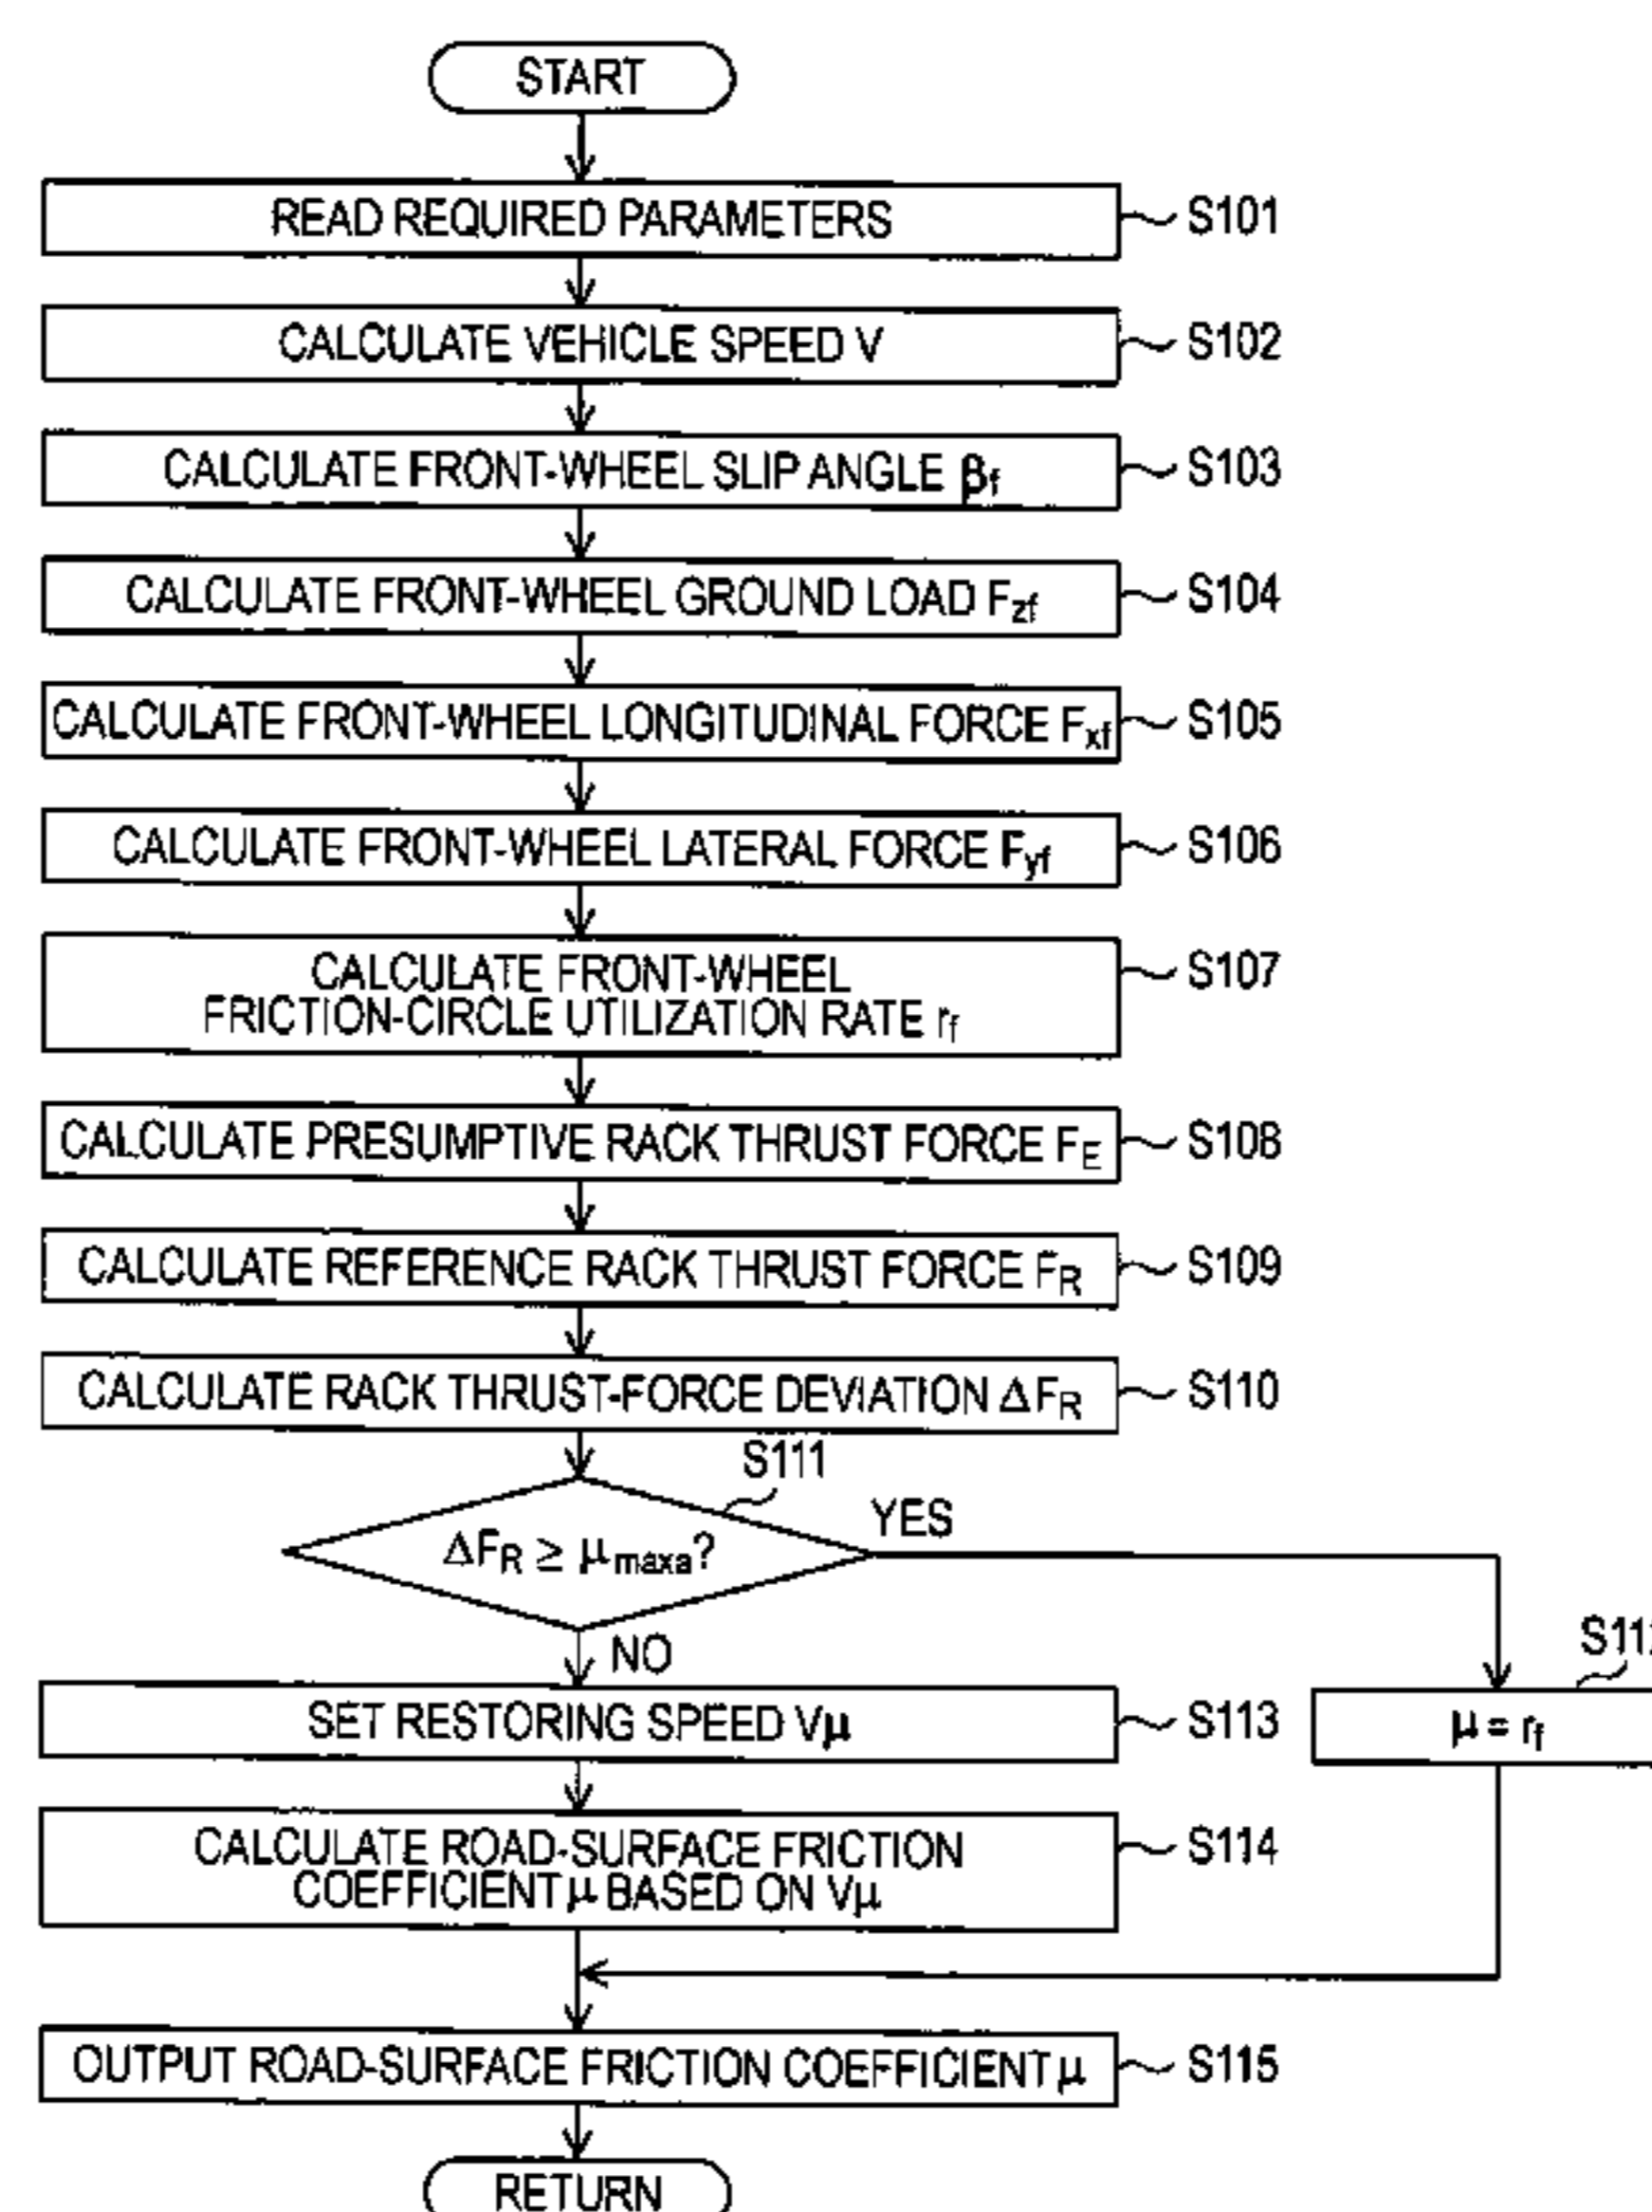 START
READ REQUIRED PARAMETERS
S101
CALCULATE VEHICLE SPEED V
S102
CALCULATE FRONT-WHEEL SLIP ANGLE βf
S103
CALCULATE FRONT-WHEEL GROUND LOAD Fzf
S104
CALCULATE FRONT-WHEEL LONGITUDINAL FORCE Fxf
S105
CALCULATE FRONT-WHEEL LATERAL FORCE Fyf
S106
CALCULATE FRONT-WHEEL
FRICTION-CIRCLE UTILIZATION RATE rf
S107
CALCULATE PRESUMPTIVE RACK THRUST FORCE FE
S108
CALCULATE REFERENCE RACK THRUST FORCE FR
S109
CALCULATE RACK THRUST-FORCE DEVIATION ΔFR
S110
S111
ΔFR ≥ μmaxa?
YES
NO
S112
μ = rf
SET RESTORING SPEED Vμ
S113
CALCULATE ROAD-SURFACE FRICTION
COEFFICIENT μ BASED ON Vμ
S114
OUTPUT ROAD-SURFACE FRICTION COEFFICIENT μ
S115
RETURN